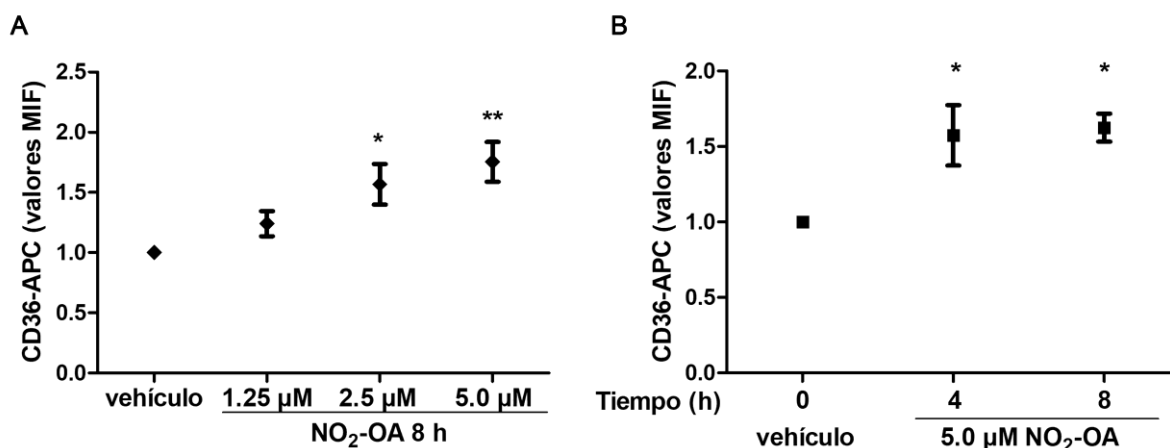 A
CD36-APC (valores MIF)
2.5
2.0
1.5
1.0
0.5
0.0
*
**
vehículo 1.25 µM 2.5 µM 5.0 µM
NO₂-OA 8 h
B
CD36-APC (valores MIF)
2.0
1.5
1.0
0.5
0.0
* *
Tiempo (h) 0 4 8
vehículo 5.0 µM NO₂-OA